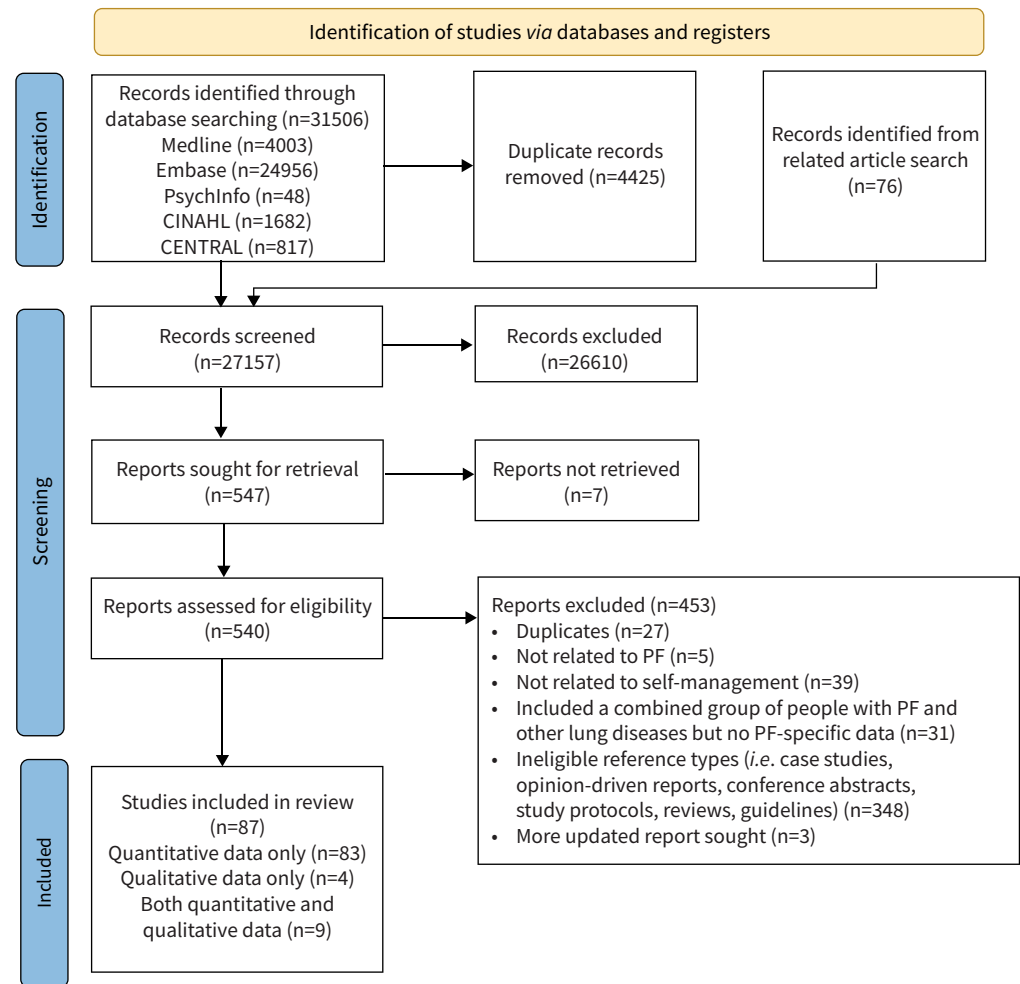 Identification of studies via databases and registers
Identification
Records identified through
database searching (n=31506)
Medline (n=4003)
Embase (n=24956)
PsychInfo (n=48)
CINAHL (n=1682)
CENTRAL (n=817)
Duplicate records
removed (n=4425)
Records identified from
related article search
(n=76)
Screening
Records screened
(n=27157)
Records excluded
(n=26610)
Reports sought for retrieval
(n=547)
Reports not retrieved
(n=7)
Reports assessed for eligibility
(n=540)
Reports excluded (n=453)
• Duplicates (n=27)
• Not related to PF (n=5)
• Not related to self-management (n=39)
• Included a combined group of people with PF and
other lung diseases but no PF-specific data (n=31)
• Ineligible reference types (i.e. case studies,
opinion-driven reports, conference abstracts,
study protocols, reviews, guidelines) (n=348)
• More updated report sought (n=3)
Included
Studies included in review
(n=87)
Quantitative data only (n=83)
Qualitative data only (n=4)
Both quantitative and
qualitative data (n=9)